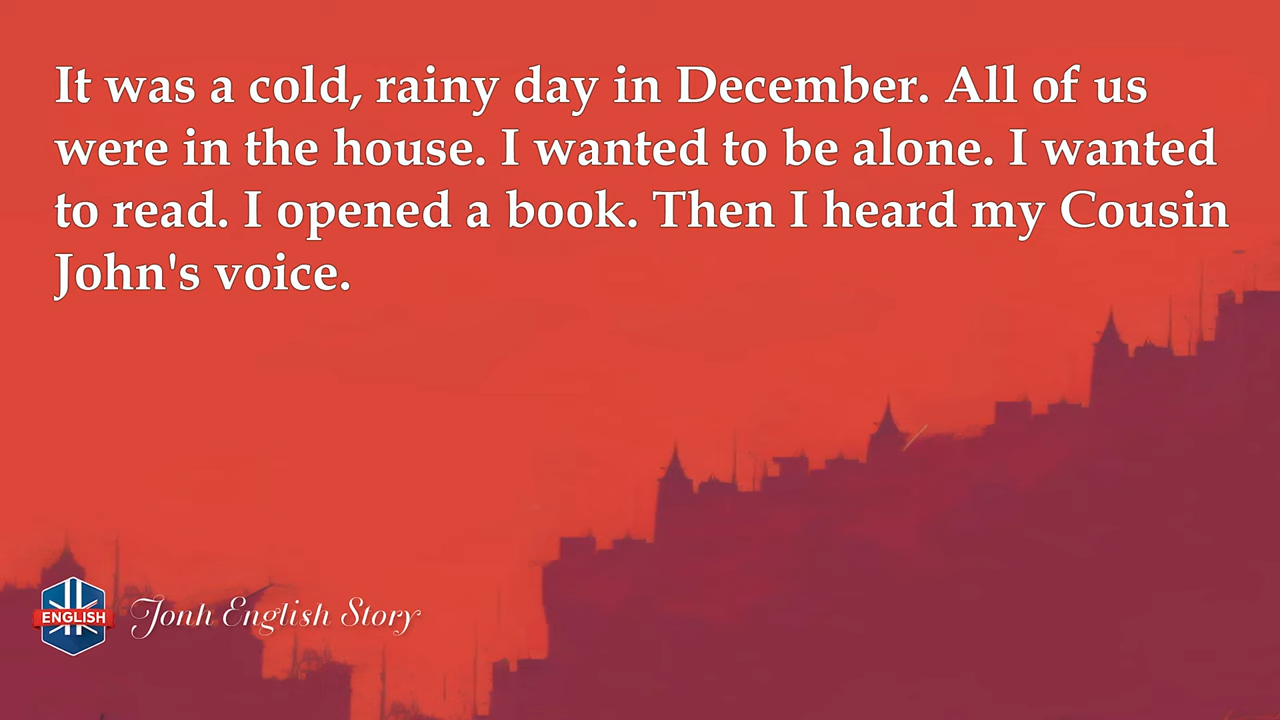 It was a cold, rainy day in December. All of us
were in the house. I wanted to be alone. I wanted
to read. I opened a book. Then I heard my Cousin
John's voice.
ENGLISH
Jonh English Story